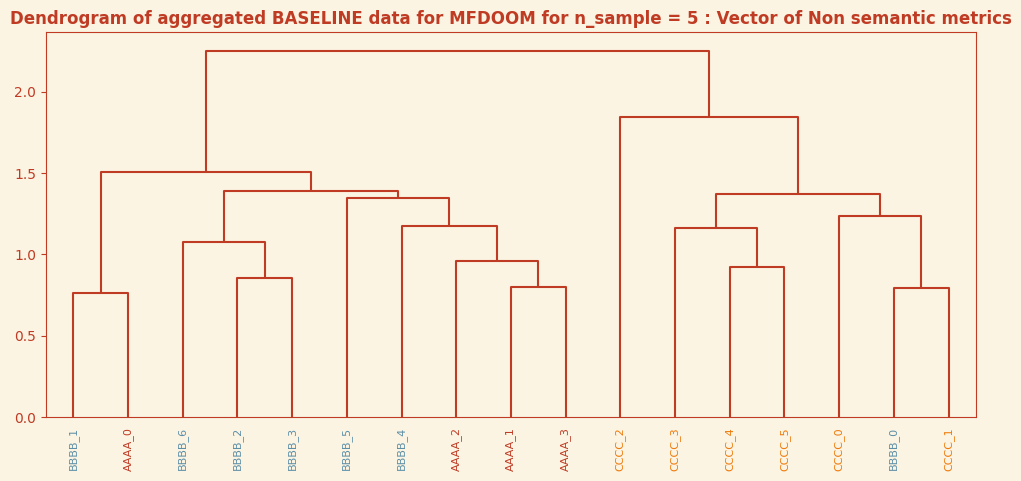 Dendrogram of aggregated BASELINE data for MFDOOM for n_sample = 5 : Vector of Non semantic metrics
2.0
1.5
1.0
0.5
0.0
BBBB_1
AAAA_0
BBBB_6
BBBB_2
BBBB_3
BBBB_5
BBBB_4
AAAA_2
AAAA_1
AAAA_3
CCCC_2
CCCC_3
CCCC_4
CCCC_5
CCCC_0
BBBB_0
CCCC_1